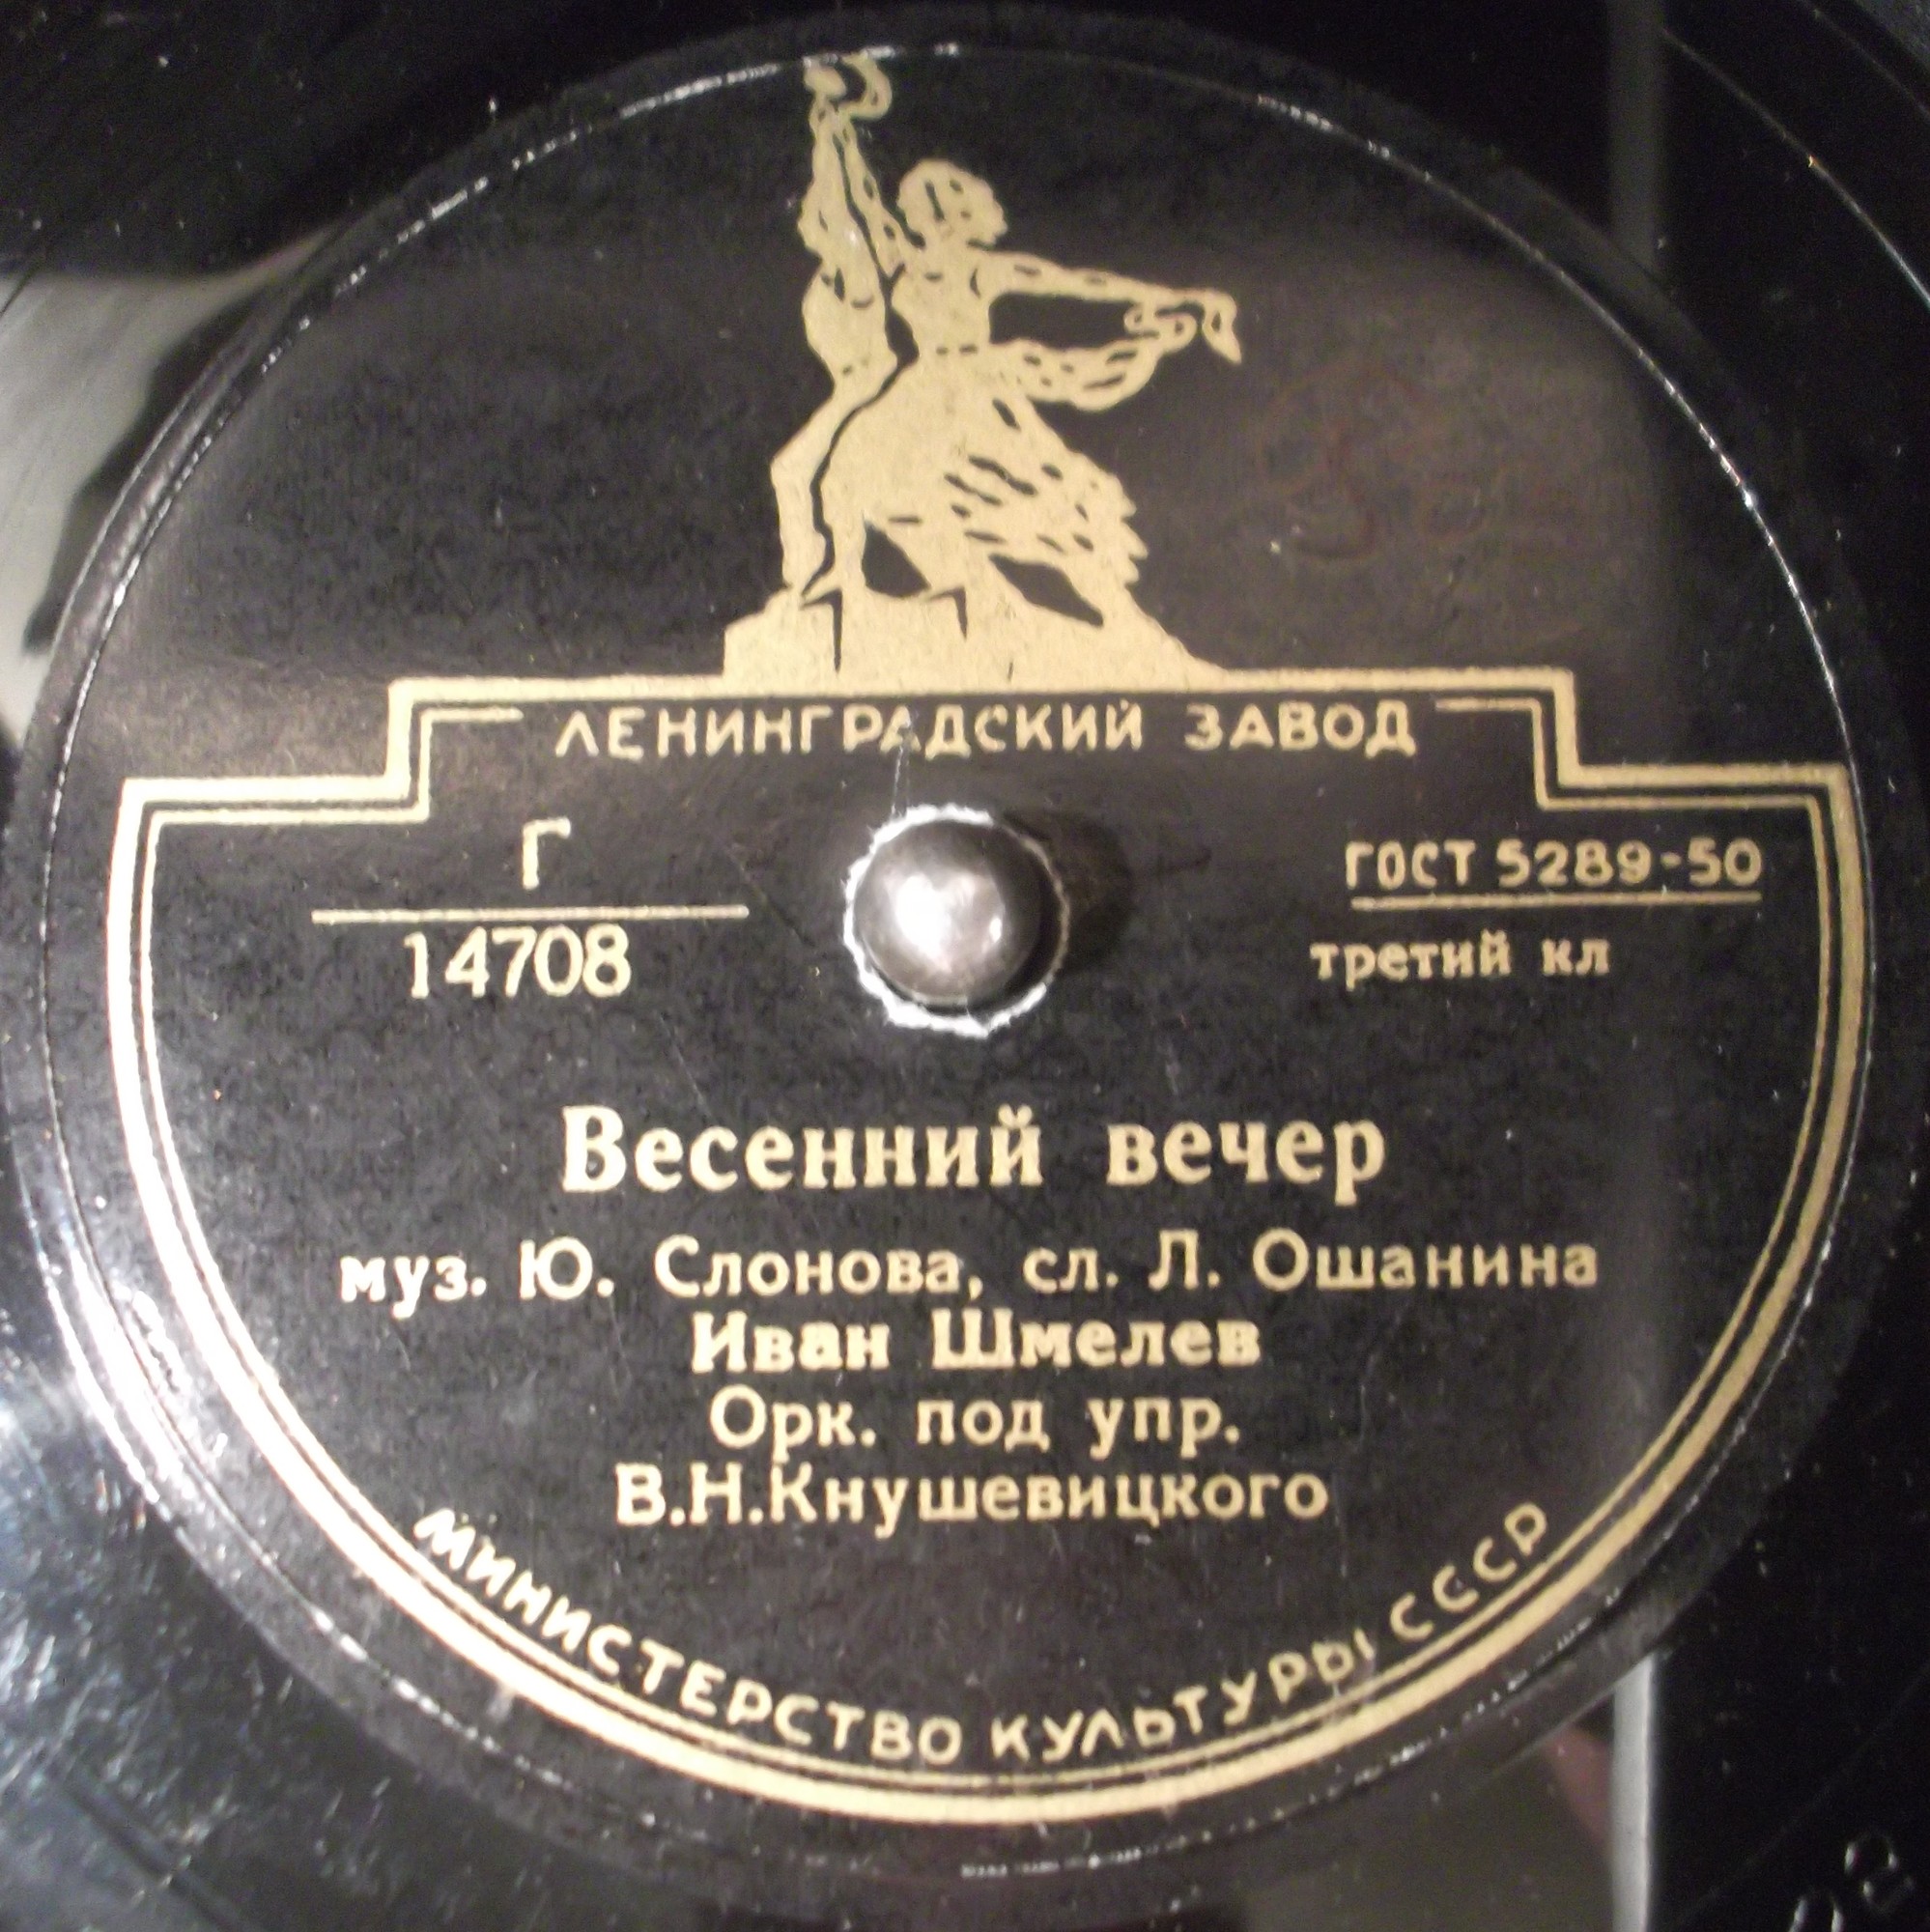 ЛЕНИНГРАДСКИЙ ЗАВОД
Г
14708
ГОСТ 5289-50
третий кл
Весенний вечер
муз. Ю. Слонова, сл. Л. Ошанина
Иван Шмелев
Орк. под упр.
В.Н.Кнушевицкого
МИНИСТЕРСТВО КУЛЬТУРЫ СССР